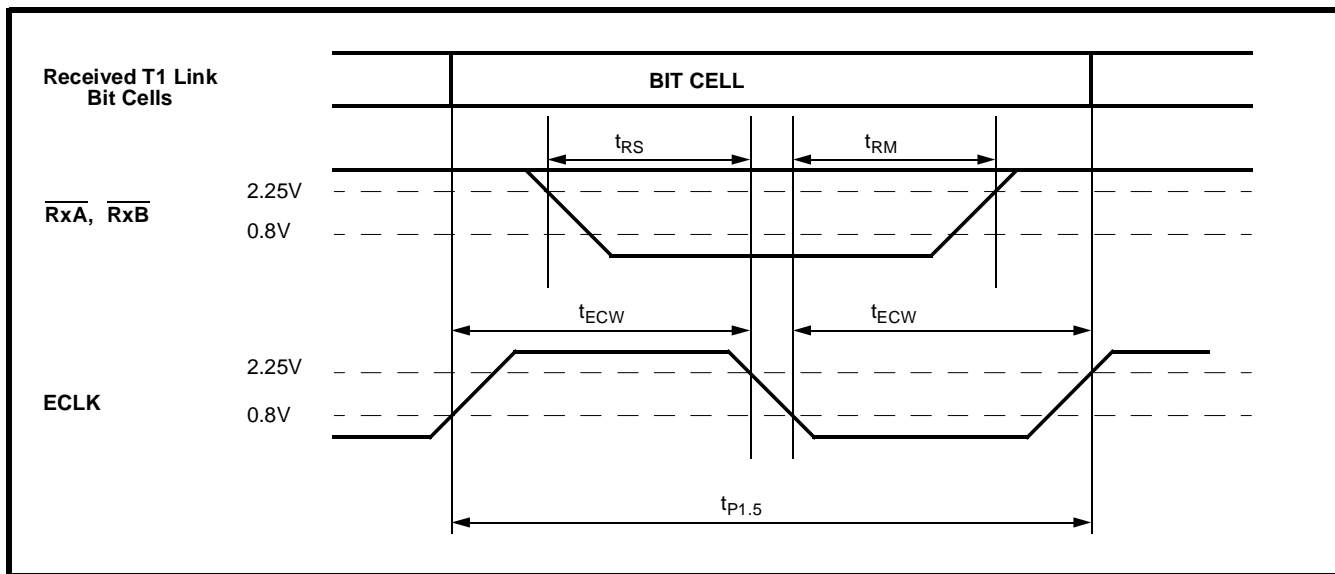 Received T1 Link
Bit Cells
BIT CELL
tRS
tRM
2.25V
RxA, RxB
0.8V
tECW
tECW
2.25V
ECLK
0.8V
tP1.5